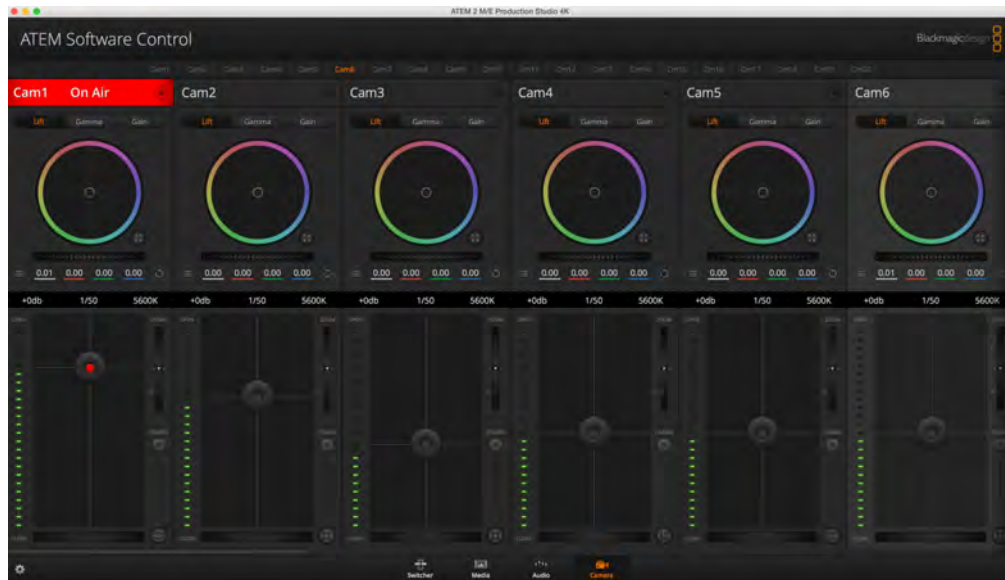 ATEM 2 M/E Production Studio 4K
ATEM Software Control
Blackmagicdesign
Cam6
Cam1 On Air Cam2 Cam3 Cam4 Cam5 Cam6
Lift Gamma Gain Lift Gamma Gain Lift Gamma Gain Lift Gamma Gain Lift Gamma Gain Lift Gamma Gain
0.01 0.00 0.00 0.00 0.00 0.00 0.00 0.00 0.00 0.00 0.00 0.00 0.00 0.00 0.00 0.00 0.00 0.00 0.00 0.00 0.01 0.00 0.00 0.00
+0db 1/50 5600K +0db 1/50 5600K +0db 1/50 5600K +0db 1/50 5600K +0db 1/50 5600K +0db 1/50 5600K
Switcher Media Audio Camera